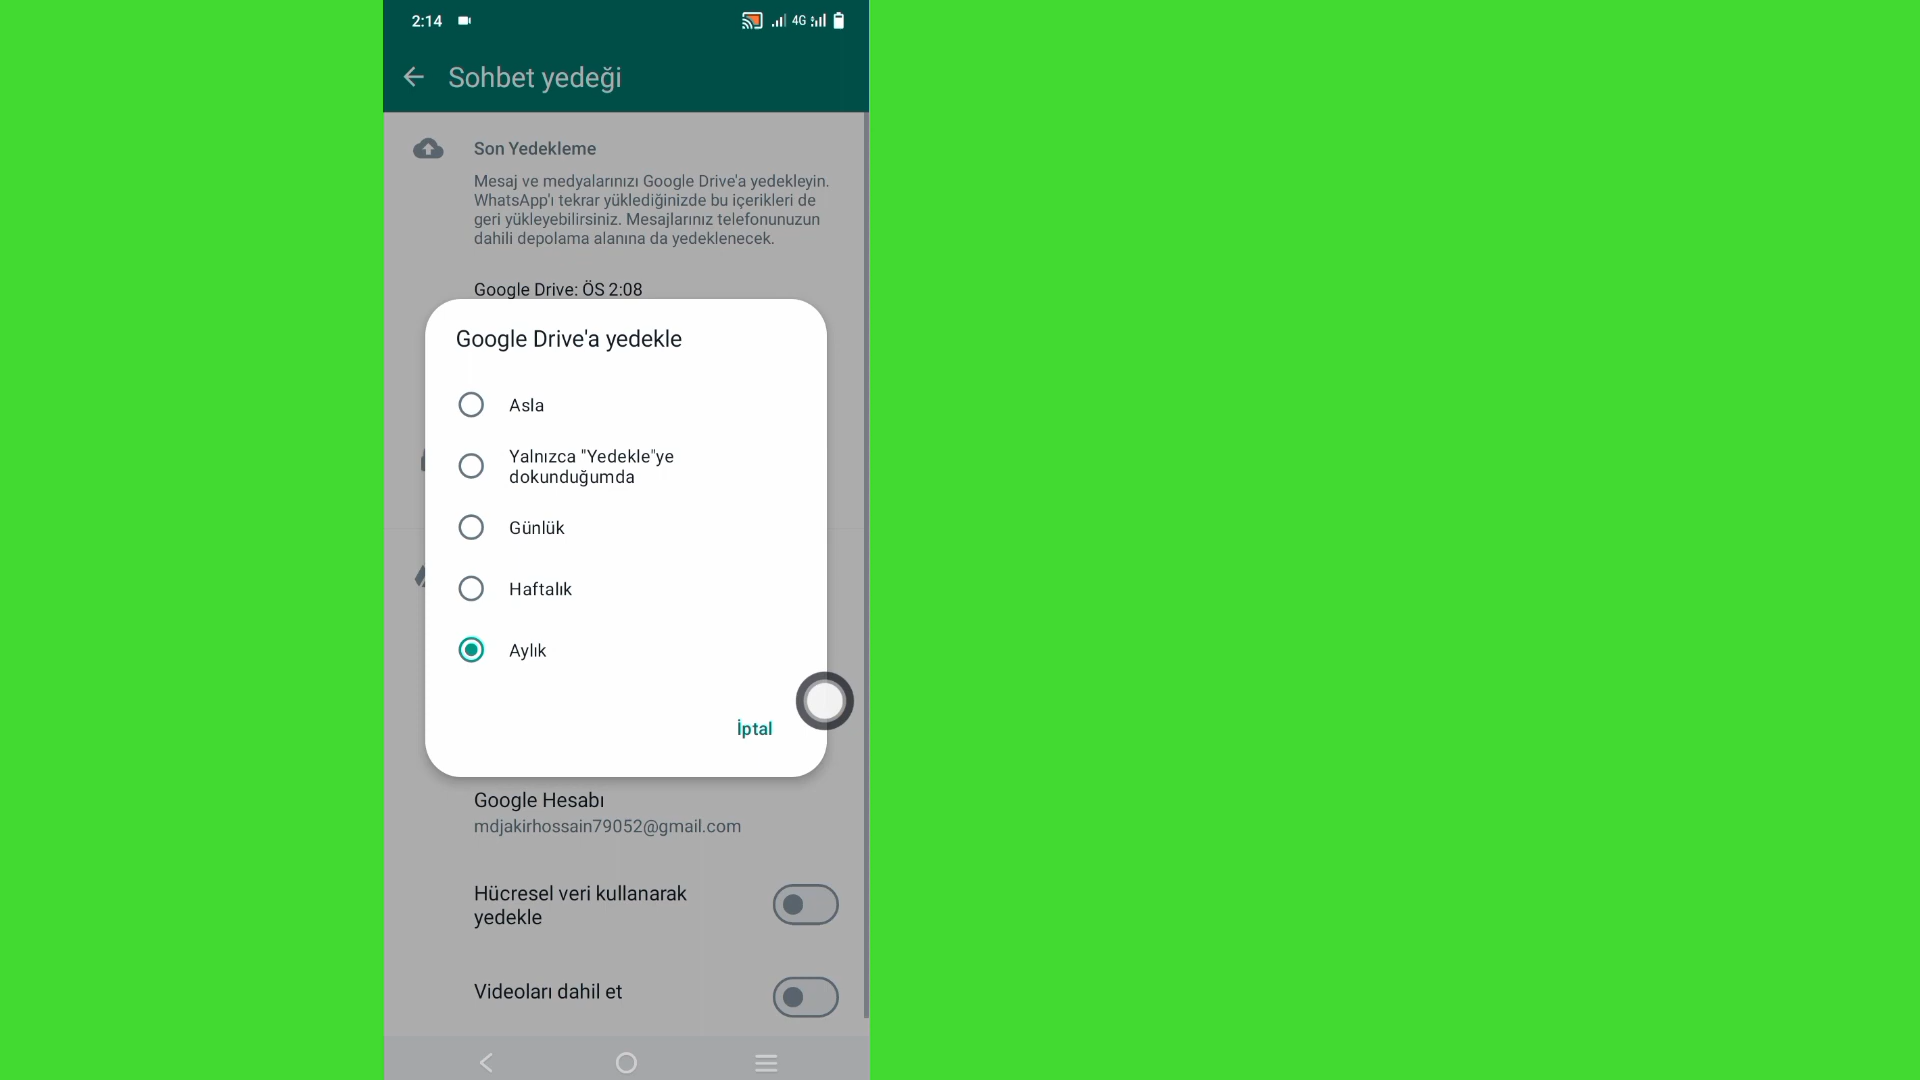 2:14
4G
Sohbet yedeği
Son Yedekleme
Mesaj ve medyalarınızı Google Drive'a yedekleyin.
WhatsApp'ı tekrar yüklediğinizde bu içerikleri de
geri yükleyebilirsiniz. Mesajlarınız telefonunuzun
dahili depolama alanına da yedeklenecek.
Google Drive: ÖS 2:08
Google Drive'a yedekle
Asla
Yalnızca "Yedekle"ye
dokunduğumda
Günlük
Haftalık
Aylık
İptal
Google Hesabı
mdjakirhossain79052@gmail.com
Hücresel veri kullanarak
yedekle
Videoları dahil et